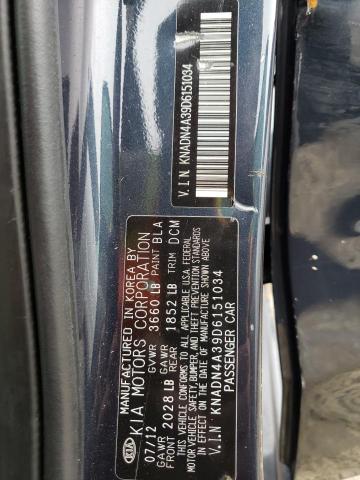 MANUFACTURED IN KOREA BY
KIA MOTORS CORPORATION
07/12 GVWR 3660 LB PAINT BLA
GAWR FRONT 2028 LB GAWR REAR 1852 LB TRIM DCM
THIS VEHICLE CONFORMS TO ALL APPLICABLE U.S.A. FEDERAL
MOTOR VEHICLE SAFETY, BUMPER, AND THEFT PREVENTION STANDARDS
IN EFFECT ON THE DATE OF MANUFACTURE SHOWN ABOVE
V.I.N KNADN4A39D6151034
PASSENGER CAR
KIA
V.I.N. KNADN4A39D6151034